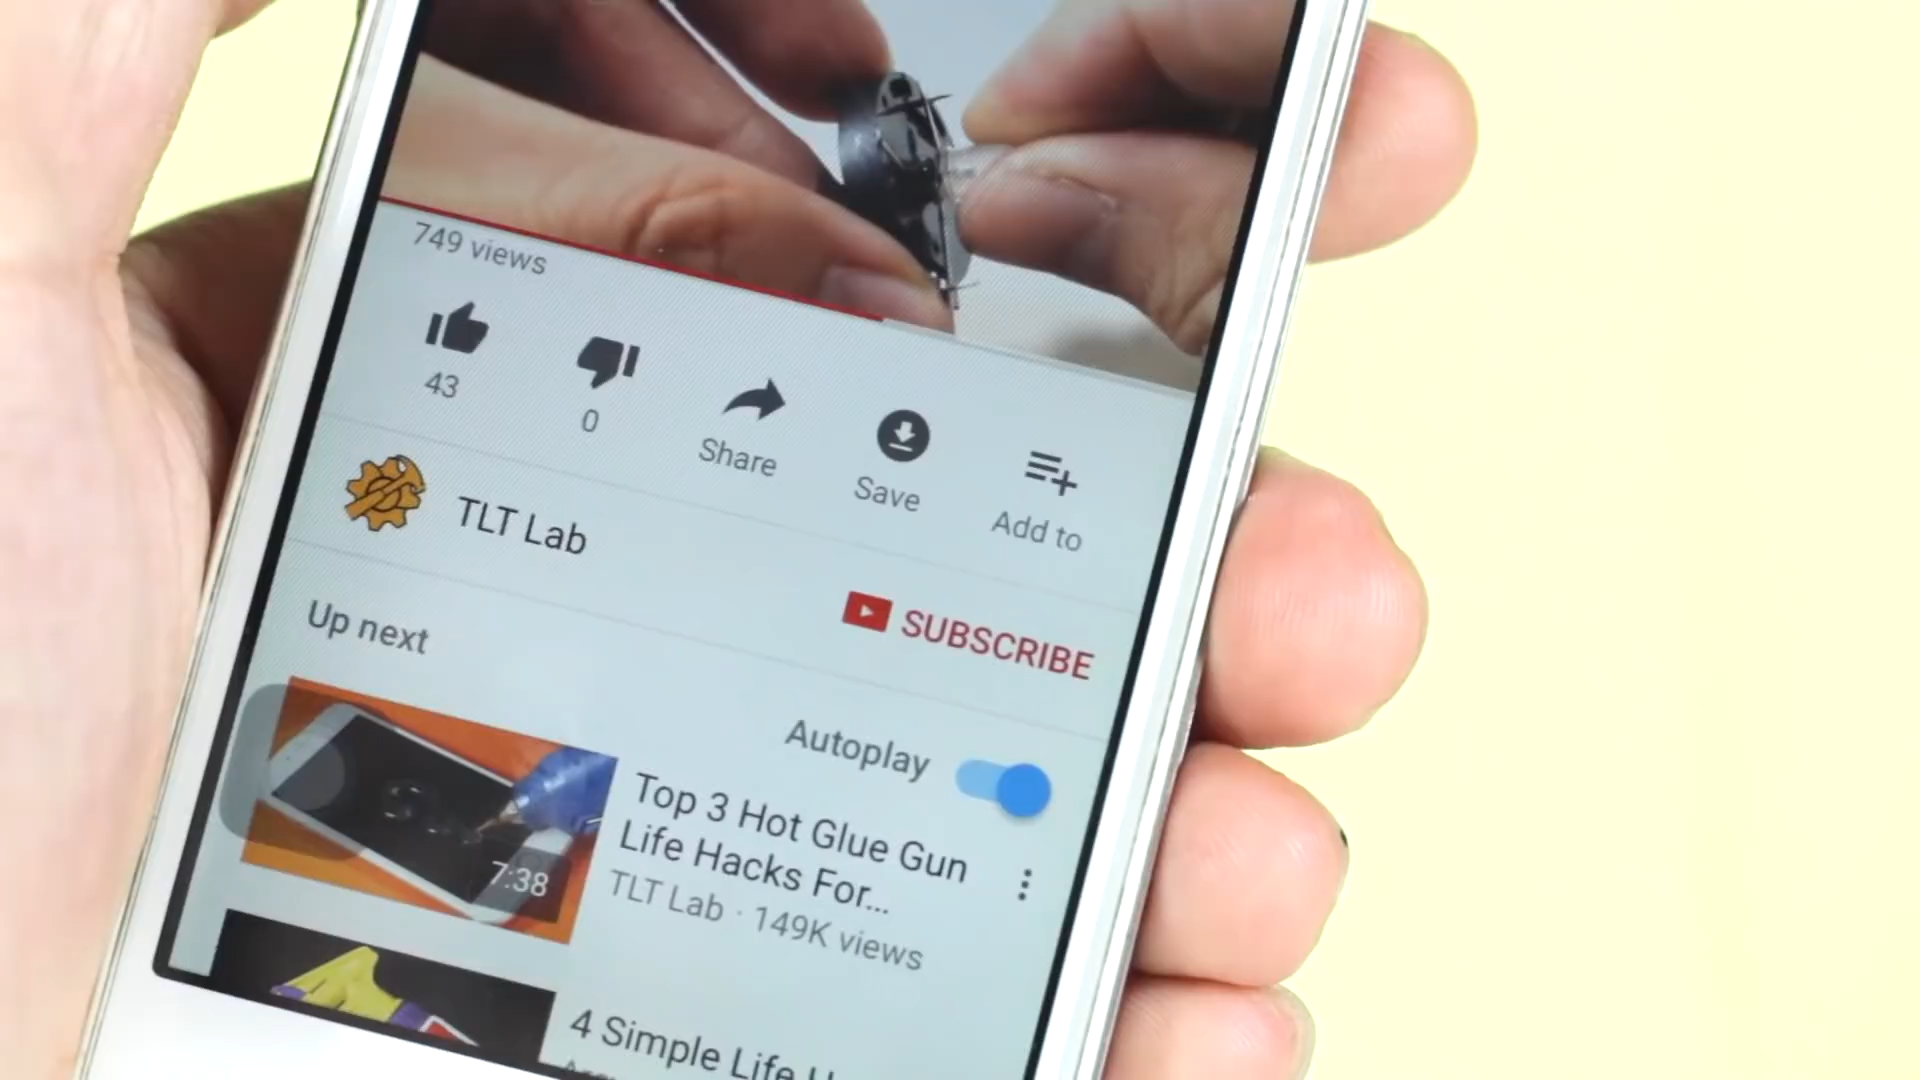 749 views
43
0
Share
Save
Add to
TLT Lab
SUBSCRIBE
Up next
Autoplay
7:38
Top 3 Hot Glue Gun
Life Hacks For...
TLT Lab · 149K views
4 Simple Life